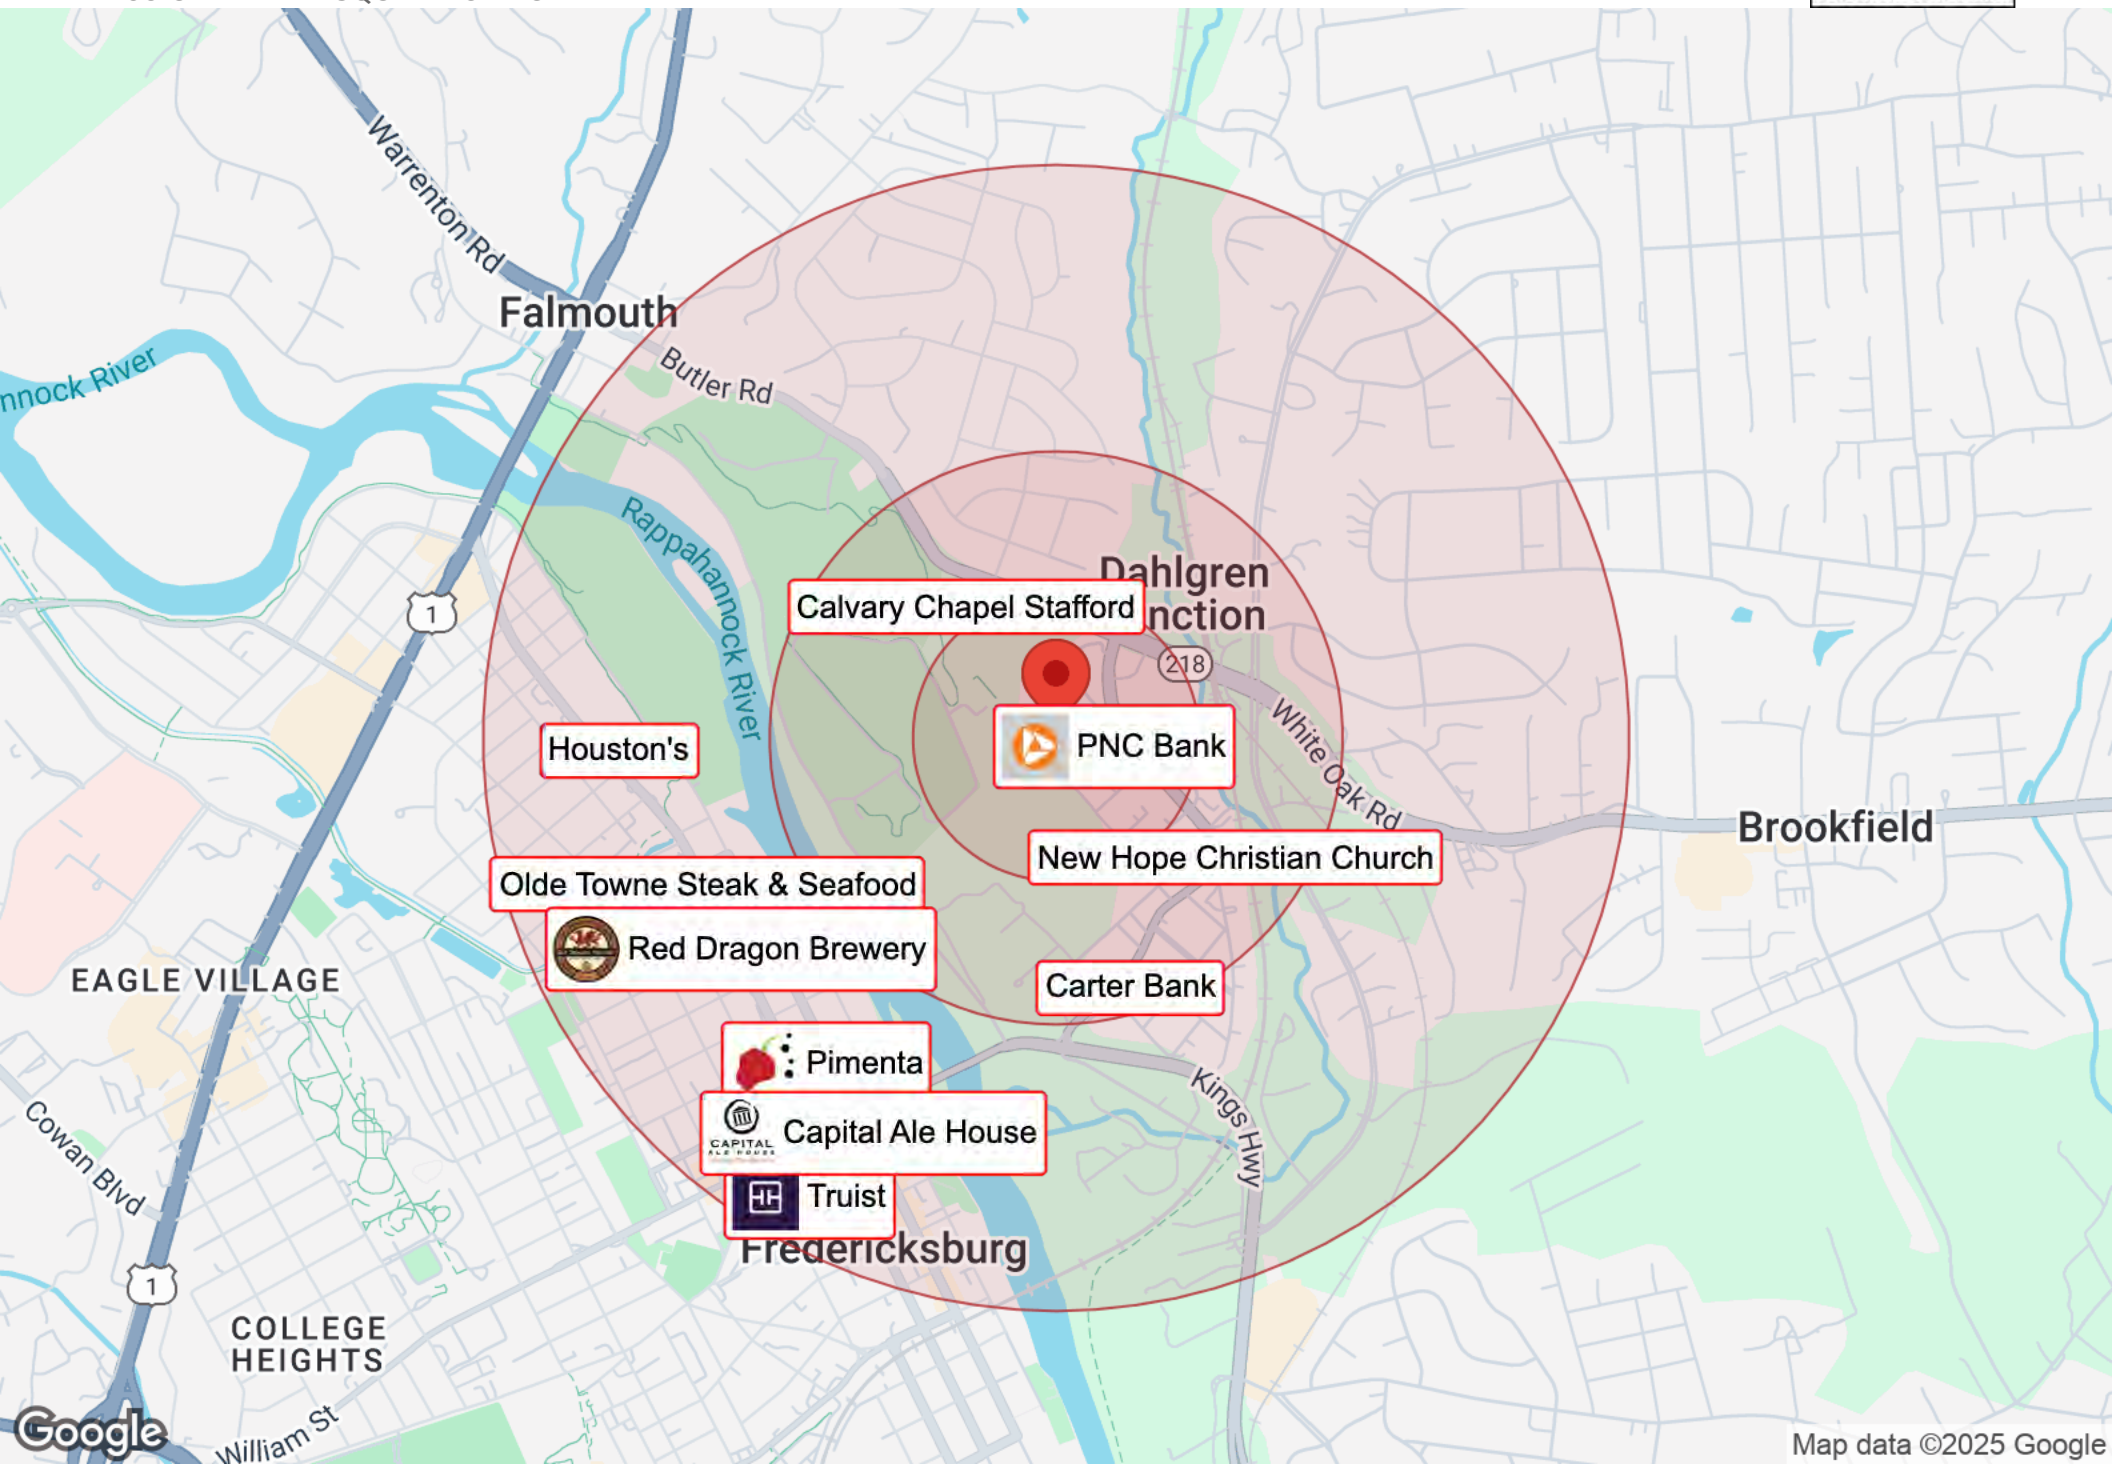 Warrenton Rd
Falmouth
Butler Rd
nnock River
Rappahannock River
1
Dahlgren
nction
Calvary Chapel Stafford
218
White Oak Rd
PNC Bank
Houston's
Brookfield
New Hope Christian Church
Olde Towne Steak & Seafood
Red Dragon Brewery
EAGLE VILLAGE
Carter Bank
Pimenta
Kings Hwy
CAPITAL
ALE HOUSE
Capital Ale House
Cowan Blvd
Truist
Fredericksburg
1
COLLEGE
HEIGHTS
William St
Google
Map data ©2025 Google